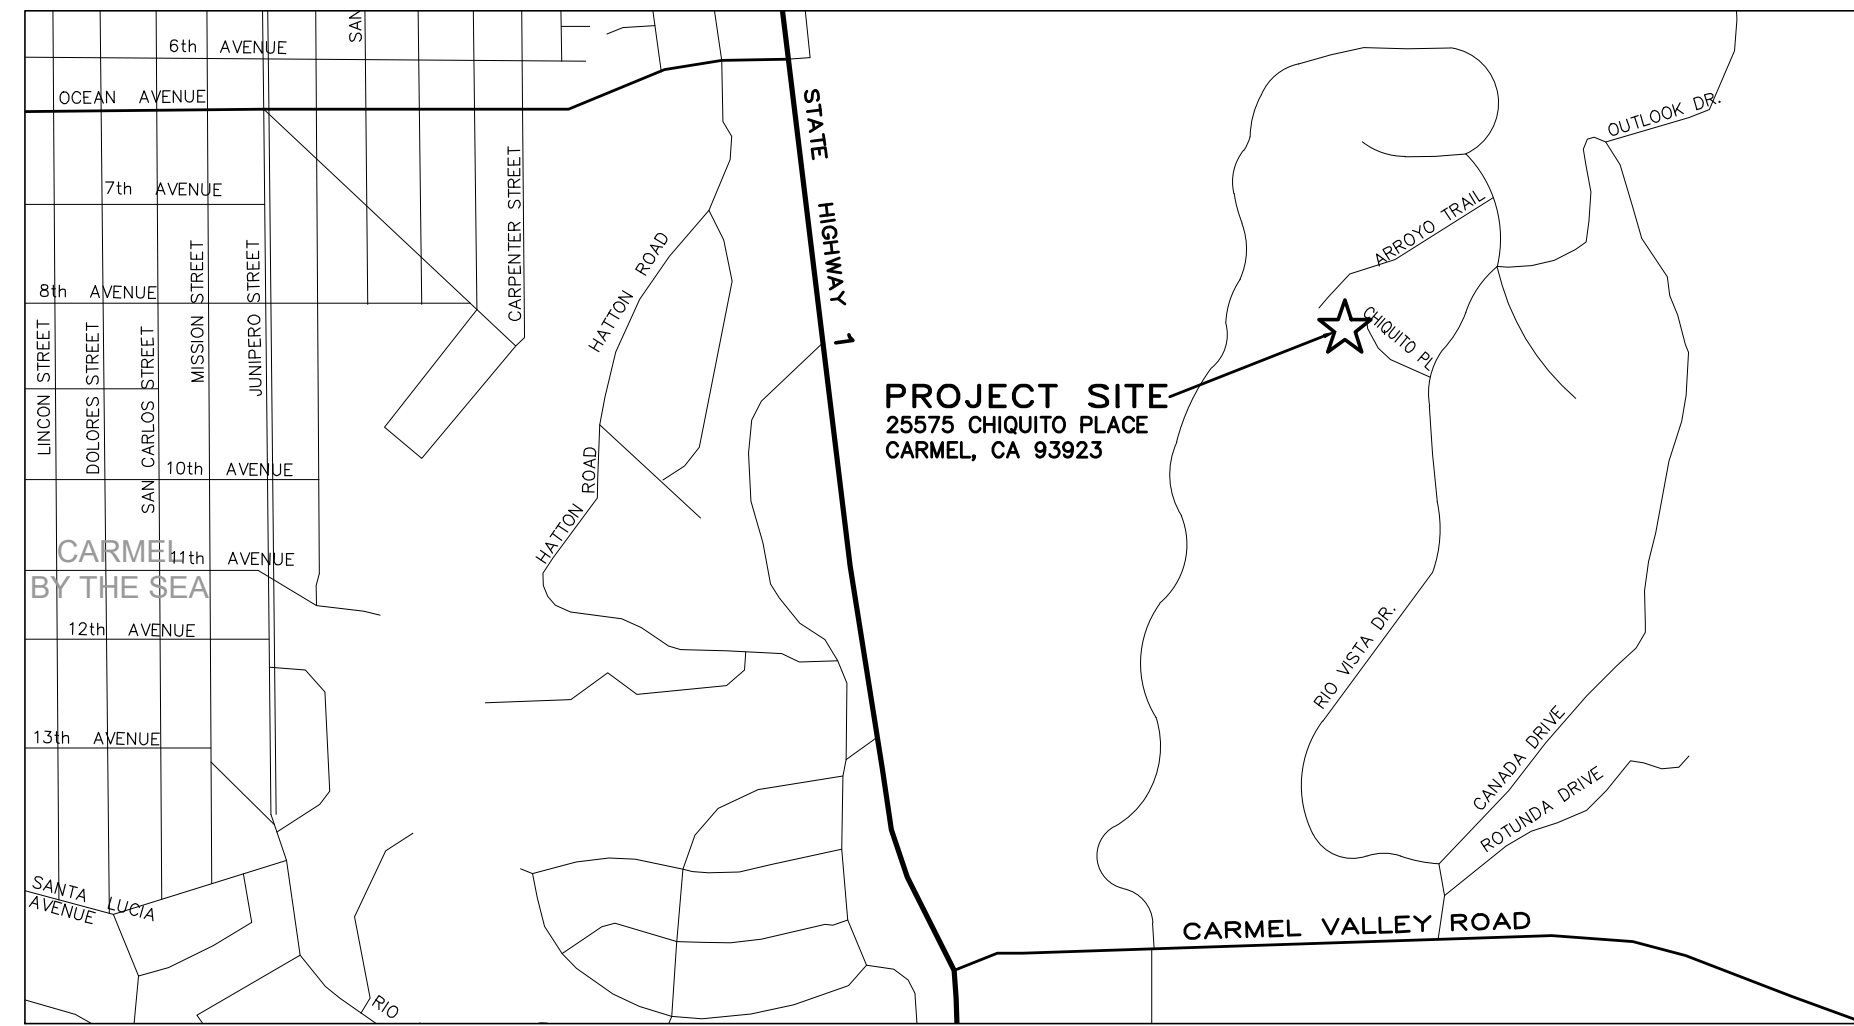 SAN
6th AVENUE
OCEAN AVENUE
STATE HIGHWAY 1
OUTLOOK DR.
7th AVENUE
CARPENTER STREET
ARROYO TRAIL
HATTON ROAD
MISSION STREET
JUNIPERO STREET
8th AVENUE
CHIQUITO PL
LINCON STREET
DOLORES STREET
SAN CARLOS STREET
PROJECT SITE
25575 CHIQUITO PLACE
CARMEL, CA 93923
10th AVENUE
HATTON ROAD
CARMEL
BY THE SEA
11th AVENUE
12th AVENUE
RIO VISTA DR.
13th AVENUE
CANADA DRIVE
ROTUNDA DRIVE
SANTA LUCIA
AVENUE
CARMEL VALLEY ROAD
RIO